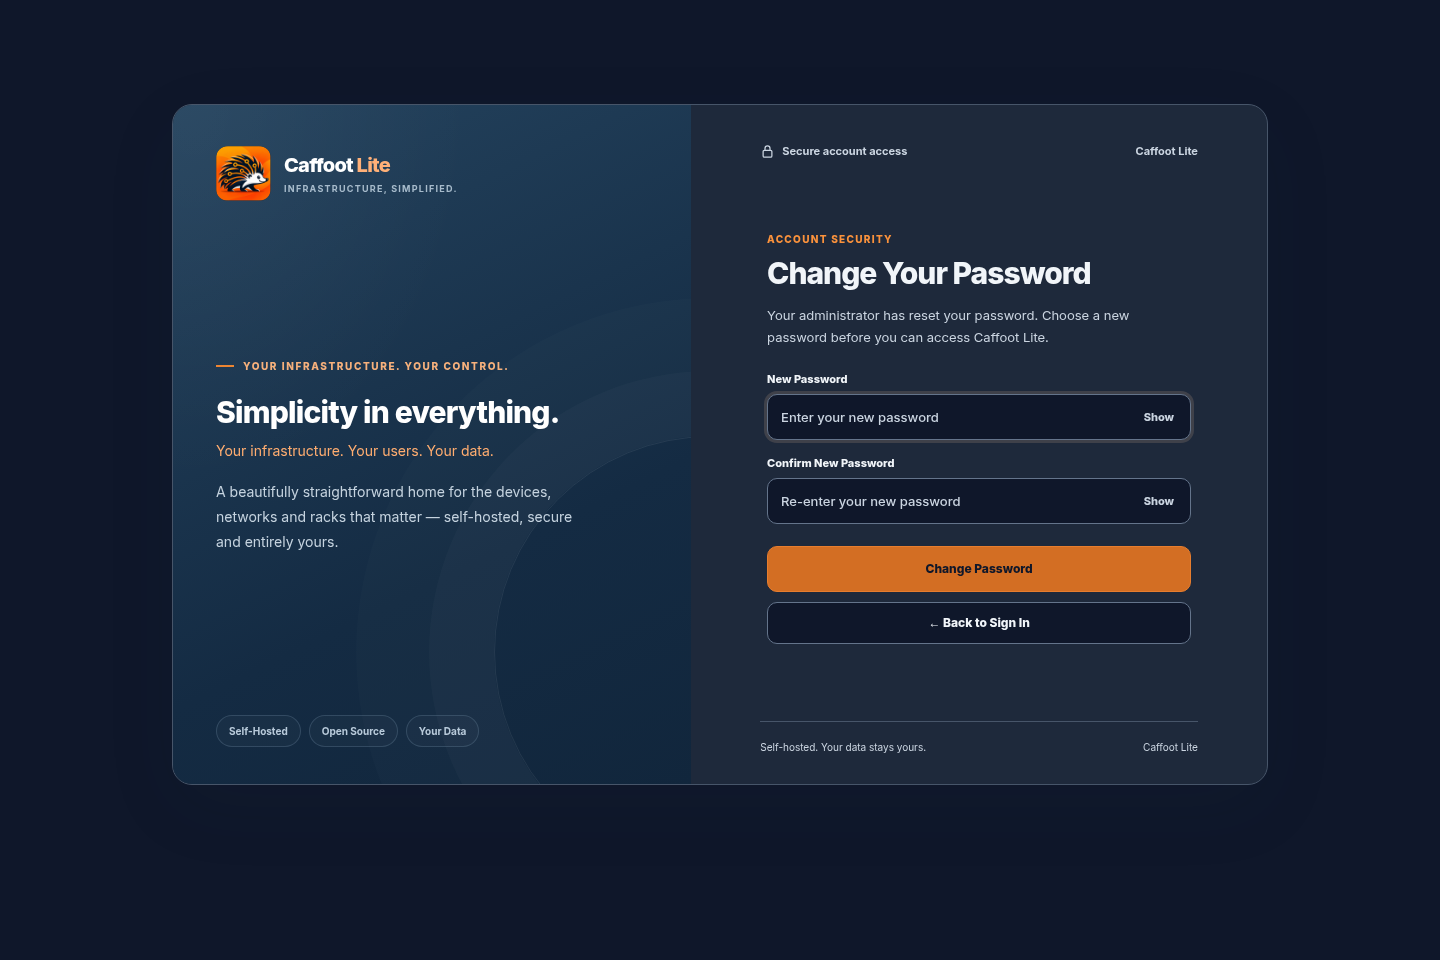 Caffoot Lite
INFRASTRUCTURE, SIMPLIFIED.
YOUR INFRASTRUCTURE. YOUR CONTROL.
Simplicity in everything.
Your infrastructure. Your users. Your data.
A beautifully straightforward home for the devices,
networks and racks that matter — self-hosted, secure
and entirely yours.
Self-Hosted
Open Source
Your Data
Secure account access
Caffoot Lite
ACCOUNT SECURITY
Change Your Password
Your administrator has reset your password. Choose a new
password before you can access Caffoot Lite.
New Password
Enter your new password
Show
Confirm New Password
Re-enter your new password
Show
Change Password
← Back to Sign In
Self-hosted. Your data stays yours.
Caffoot Lite